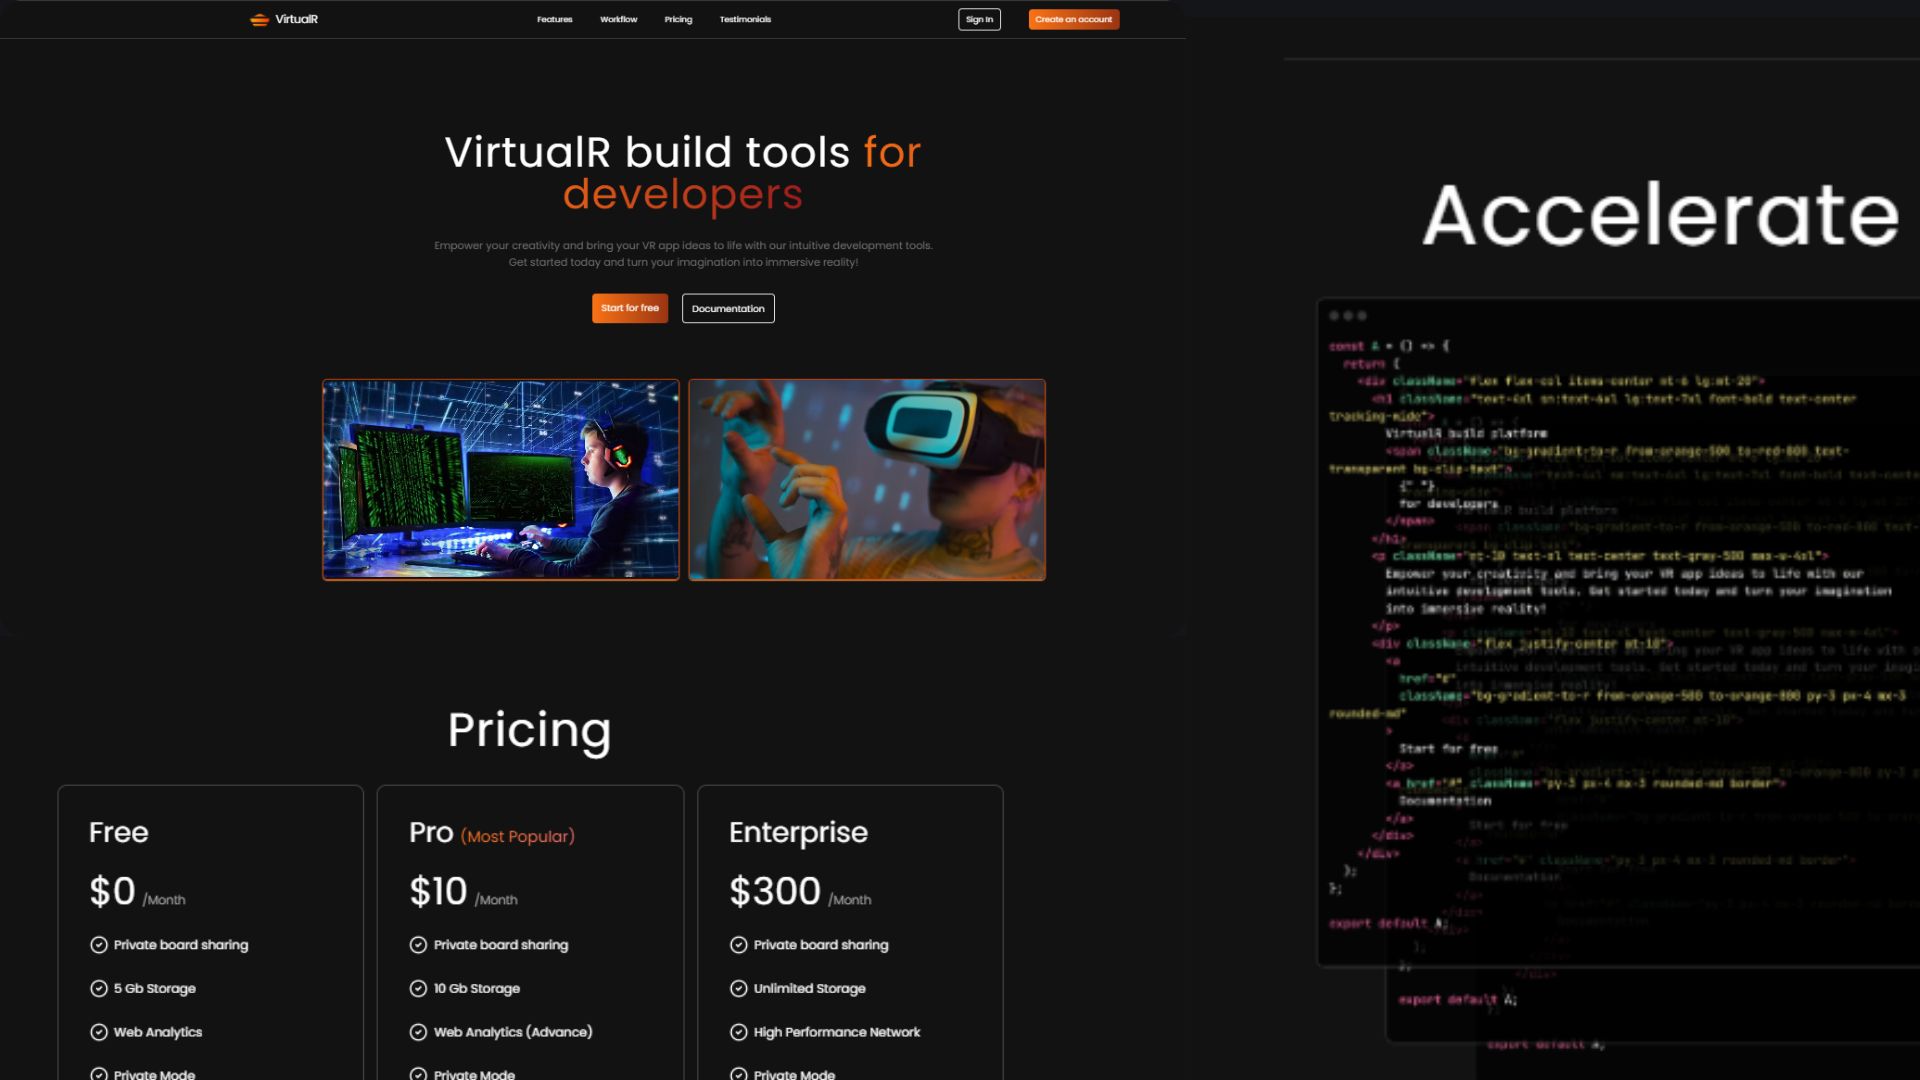 VirtualR
Features
Workflow
Pricing
Testimonials
Sign In
Create an account
VirtualR build tools for
developers
Empower your creativity and bring your VR app ideas to life with our intuitive development tools.
Get started today and turn your imagination into immersive reality!
Start for free
Documentation
Pricing
Free
$0 /Month
Private board sharing
5 Gb Storage
Web Analytics
Private Mode
Pro (Most Popular)
$10 /Month
Private board sharing
10 Gb Storage
Web Analytics (Advance)
Private Mode
Enterprise
$300 /Month
Private board sharing
Unlimited Storage
High Performance Network
Private Mode
Accelerate
const A = () => {
return (
<div className="flex flex-col items-center mt-6 lg:mt-20">
<h1 className="text-4xl sm:text-6xl lg:text-7xl font-bold text-center
tracking-wide">
VirtualR build platform
<span className="bg-gradient-to-r from-orange-500 to-red-800 text-
transparent bg-clip-text">
{" "}
for developers
</span>
</h1>
<p className="mt-10 text-xl text-center text-gray-500 max-w-4xl">
Empower your creativity and bring your VR app ideas to life with our
intuitive development tools. Get started today and turn your imagination
into immersive reality!
</p>
<div className="flex justify-center mt-10">
<a
href="#"
className="bg-gradient-to-r from-orange-500 to-orange-800 py-3 px-4 mx-3
rounded-md"
>
Start for free
</a>
<a href="#" className="py-3 px-4 mx-3 rounded-md border">
Documentation
</a>
</div>
</div>
);
};
export default A;
export default A;
export default A;